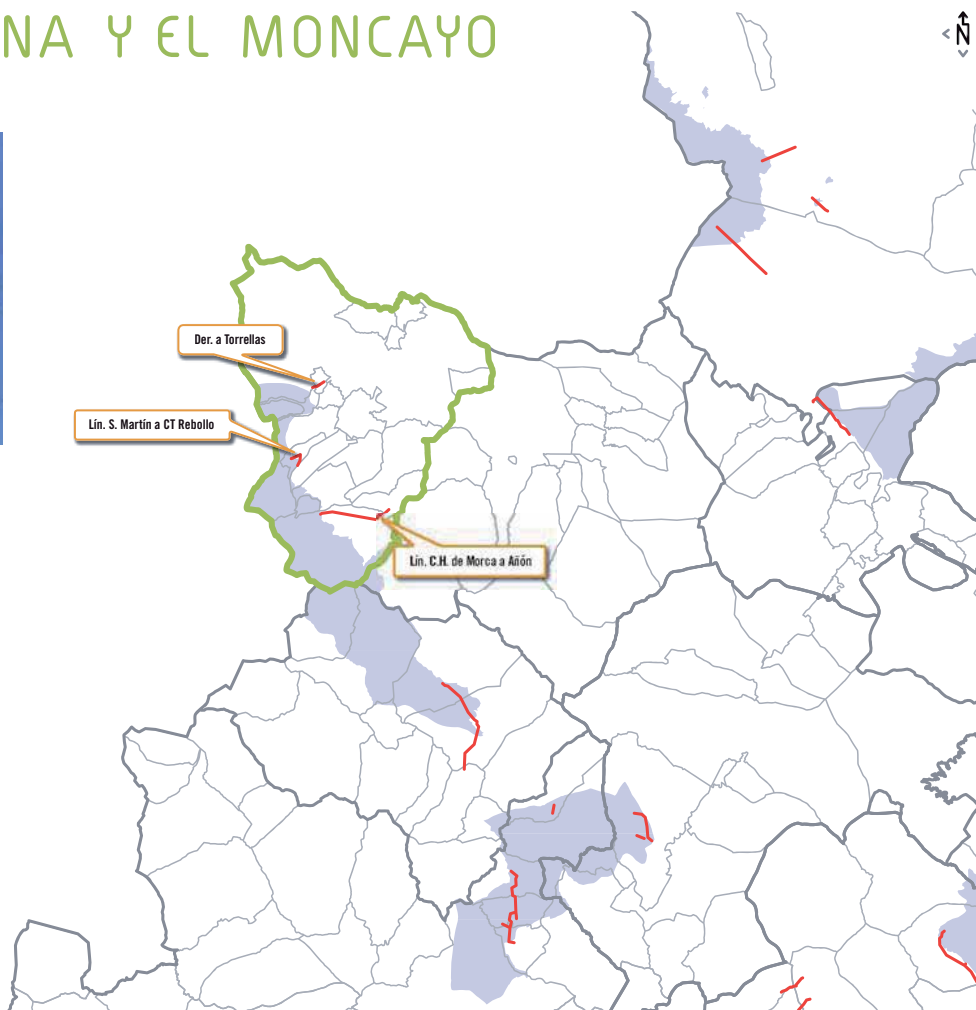 NA Y EL MONCAYO
N
Der. a Torrellas
Lín. S. Martín a CT Rebollo
Lín. C.H. de Morca a Añón